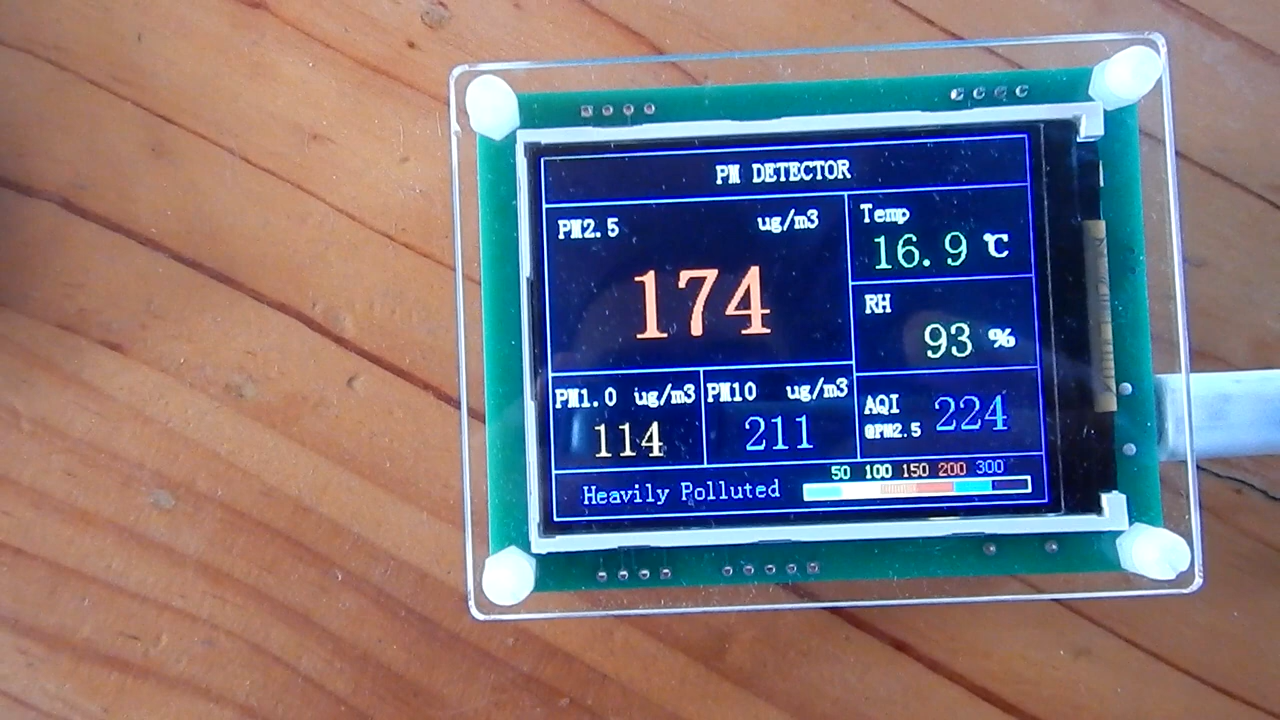 PM DETECTOR
PM2.5 ug/m3
174
Temp
16.9 ℃
RH
93 %
PM1.0 ug/m3
114
PM10 ug/m3
211
AQI
@PM2.5
224
Heavily Polluted
50 100 150 200 300